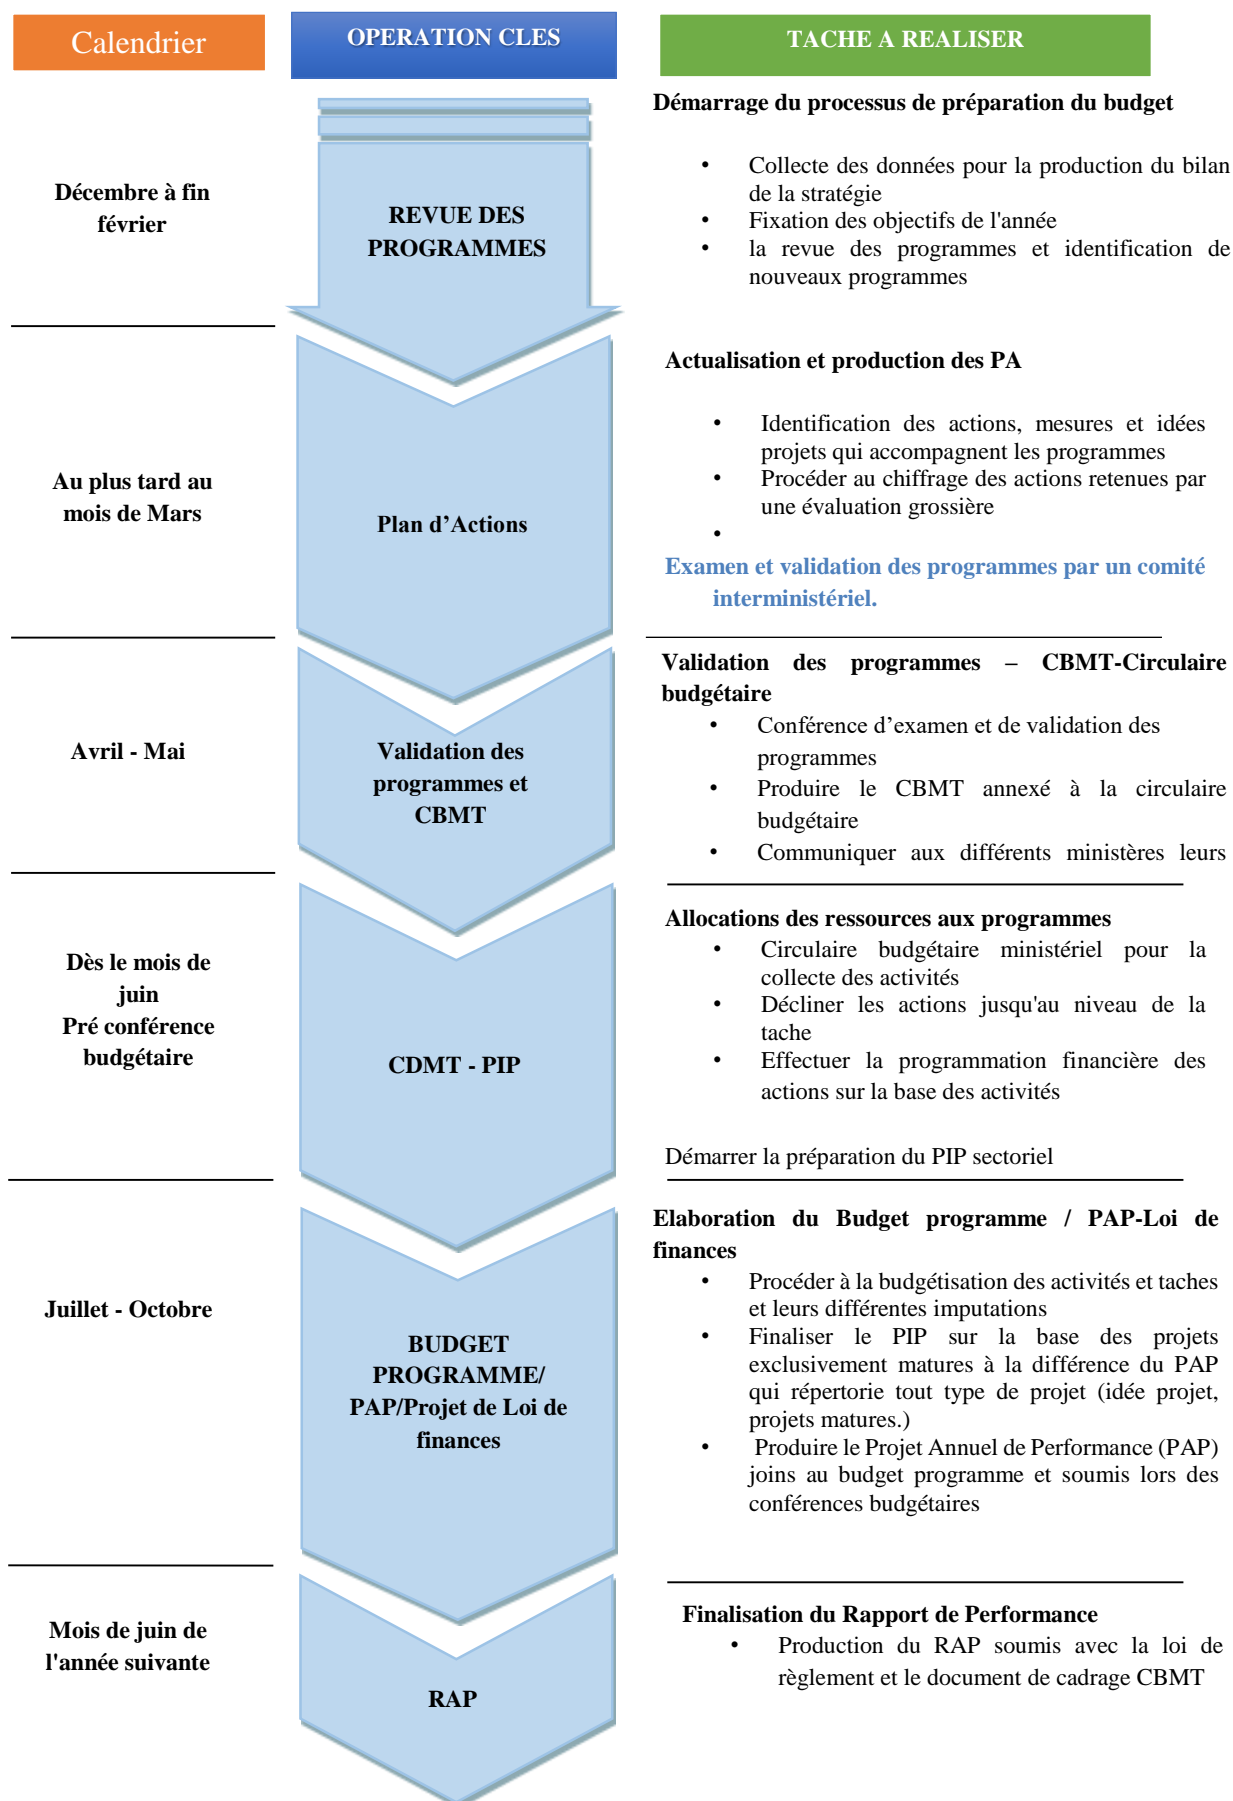 Calendrier
OPERATION CLES
TACHE A REALISER
Décembre à fin
février
REVUE DES
PROGRAMMES
Démarrage du processus de préparation du budget
• Collecte des données pour la production du bilan
de la stratégie
• Fixation des objectifs de l'année
• la revue des programmes et identification de
nouveaux programmes
Au plus tard au
mois de Mars
Plan d’Actions
Actualisation et production des PA
• Identification des actions, mesures et idées
projets qui accompagnent les programmes
• Procéder au chiffrage des actions retenues par
une évaluation grossière
•
Examen et validation des programmes par un comité
interministériel.
Avril - Mai
Validation des
programmes et
CBMT
Validation des programmes – CBMT-Circulaire
budgétaire
• Conférence d’examen et de validation des
programmes
• Produire le CBMT annexé à la circulaire
budgétaire
• Communiquer aux différents ministères leurs
Dès le mois de
juin
Pré conférence
budgétaire
CDMT - PIP
Allocations des ressources aux programmes
• Circulaire budgétaire ministériel pour la
collecte des activités
• Décliner les actions jusqu'au niveau de la
tache
• Effectuer la programmation financière des
actions sur la base des activités
Démarrer la préparation du PIP sectoriel
Juillet - Octobre
BUDGET
PROGRAMME/
PAP/Projet de Loi de
finances
Elaboration du Budget programme / PAP-Loi de
finances
• Procéder à la budgétisation des activités et taches
et leurs différentes imputations
• Finaliser le PIP sur la base des projets
exclusivement matures à la différence du PAP
qui répertorie tout type de projet (idée projet,
projets matures.)
• Produire le Projet Annuel de Performance (PAP)
joins au budget programme et soumis lors des
conférences budgétaires
Mois de juin de
l'année suivante
RAP
Finalisation du Rapport de Performance
• Production du RAP soumis avec la loi de
règlement et le document de cadrage CBMT